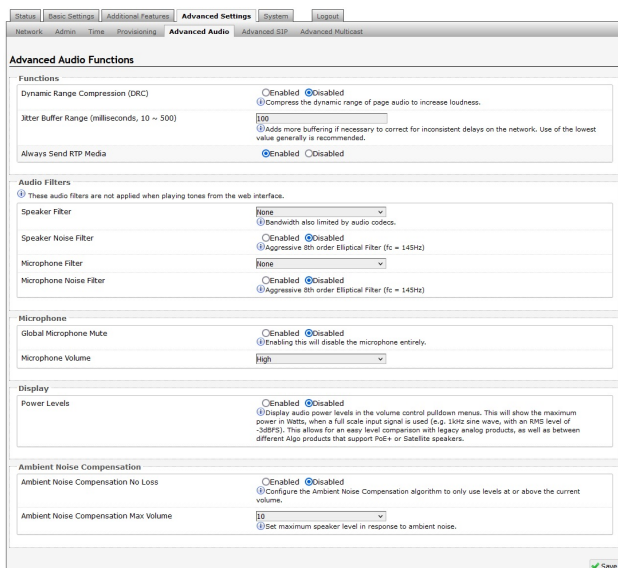 Status Basic Settings Additional Features Advanced Settings System Logout
Network Admin Time Provisioning Advanced Audio Advanced SIP Advanced Multicast
Advanced Audio Functions
Functions
Dynamic Range Compression (DRC) Enabled Disabled
Compress the dynamic range of page audio to increase loudness.
Jitter Buffer Range (milliseconds, 10 ~ 500) 100
Adds more buffering if necessary to correct for inconsistent delays on the network. Use of the lowest
value generally is recommended.
Always Send RTP Media Enabled Disabled
Audio Filters
These audio filters are not applied when playing tones from the web interface.
Speaker Filter None
Bandwidth also limited by audio codecs.
Speaker Noise Filter Enabled Disabled
Aggressive 8th order Elliptical Filter (fc = 145Hz)
Microphone Filter None
Microphone Noise Filter Enabled Disabled
Aggressive 8th order Elliptical Filter (fc = 145Hz)
Microphone
Global Microphone Mute Enabled Disabled
Enabling this will disable the microphone entirely.
Microphone Volume High
Display
Power Levels Enabled Disabled
Display audio power levels in the volume control pulldown menus. This will show the maximum
power in Watts, when a full scale input signal is used (e.g. 1kHz sine wave, with an RMS level of
-3dBFS). This allows for an easy level comparison with legacy analog products, as well as between
different Algo products that support PoE+ or Satellite speakers.
Ambient Noise Compensation
Ambient Noise Compensation No Loss Enabled Disabled
Configure the Ambient Noise Compensation algorithm to only use levels at or above the current
volume.
Ambient Noise Compensation Max Volume 10
Set maximum speaker level in response to ambient noise.
Save